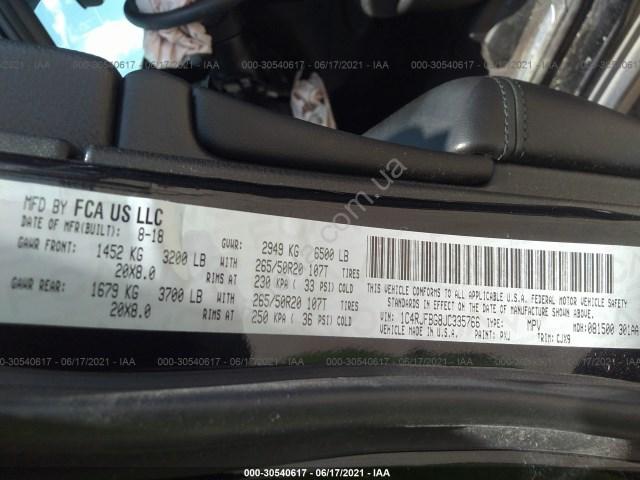 000-30540617 - 06/17/2021 - IAA
000-30540617 - 06/17/2021 - IAA 000-30540617 - 06/17/2021 - IAA
MFD BY FCA US LLC
DATE OF MFR(BUILT): 8-18
GVWR: 2949 KG 6500 LB
GAWR FRONT: 1452 KG 3200 LB 265/50R20 107T TIRES
20X8.0 RIMS AT 230 KPA ( 33 PSI) COLD
GAWR REAR: 1679 KG 3700 LB 265/50R20 107T TIRES
20X8.0 RIMS AT 250 KPA ( 36 PSI) COLD
THIS VEHICLE CONFORMS TO ALL APPLICABLE
U.S.A. FEDERAL MOTOR VEHICLE SAFETY
STANDARDS IN EFFECT ON THE DATE OF MANUFACTURE SHOWN ABOVE.
VIN: 1C4RJFBG8JC335766 TYPE: MPV MDH: 081500 301AA
PAINT: PXJ TRIM: CJX9
000-30540617 - 06/17/2021 - IAA